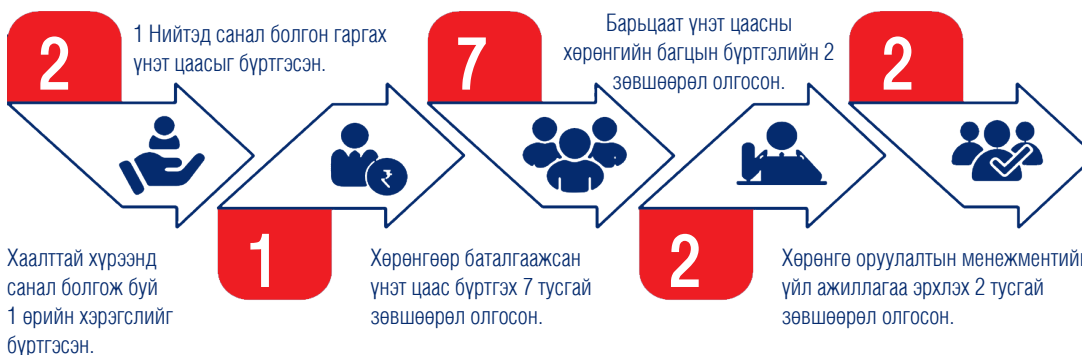 2
Хаалттай хүрээнд
санал болгож буй
1 өрийн хэрэгслийг
бүртгэсэн.
1 Нийтэд санал болгон гаргах
үнэт цаасыг бүртгэсэн.
1
7
Хөрөнгөөр баталгаажсан
үнэт цаас бүртгэх 7 тусгай
зөвшөөрөл олгосон.
Барьцаат үнэт цаасны
хөрөнгийн багцын бүртгэлийн 2
зөвшөөрөл олгосон.
2
2
Хөрөнгө оруулалтын менежментийн
үйл ажиллагаа эрхлэх 2 тусгай
зөвшөөрөл олгосон.